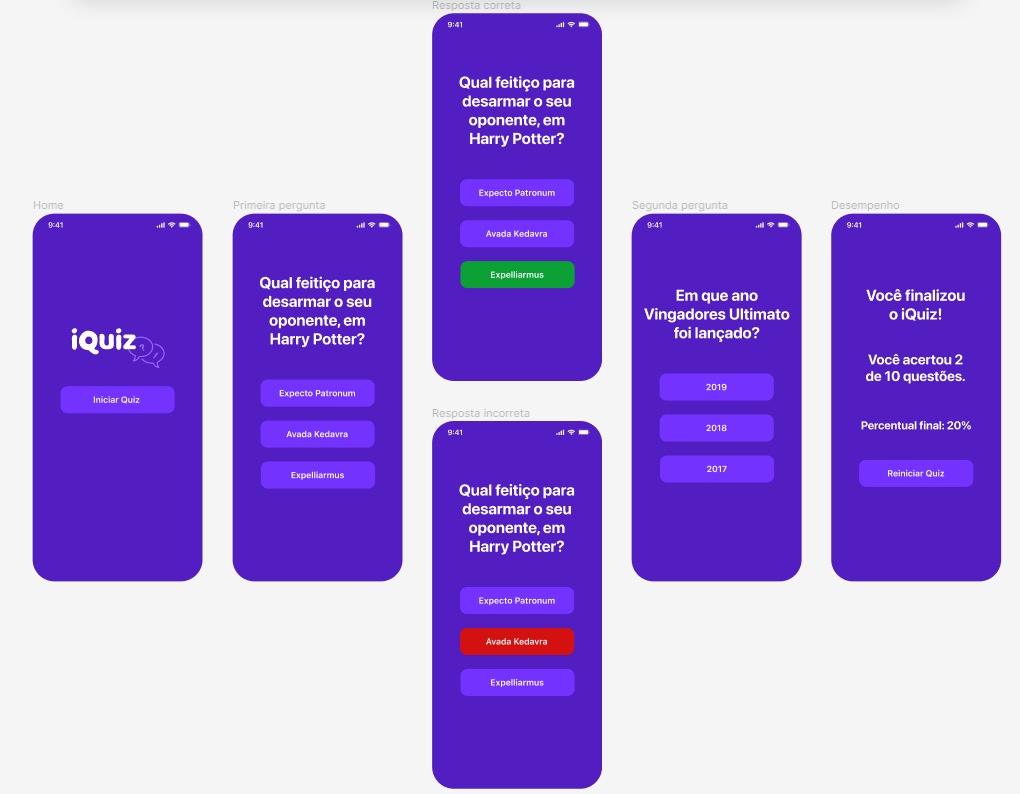 Home
9:41
iQuiz
Iniciar Quiz
Primeira pergunta
9:41
Qual feitiço para
desarmar o seu
oponente, em
Harry Potter?
Expecto Patronum
Avada Kedavra
Expelliarmus
Resposta correta
9:41
Qual feitiço para
desarmar o seu
oponente, em
Harry Potter?
Expecto Patronum
Avada Kedavra
Expelliarmus
Resposta incorreta
9:41
Qual feitiço para
desarmar o seu
oponente, em
Harry Potter?
Expecto Patronum
Avada Kedavra
Expelliarmus
Segunda pergunta
9:41
Em que ano
Vingadores Ultimato
foi lançado?
2019
2018
2017
Desempenho
9:41
Você finalizou
o iQuiz!
Você acertou 2
de 10 questões.
Percentual final: 20%
Reiniciar Quiz